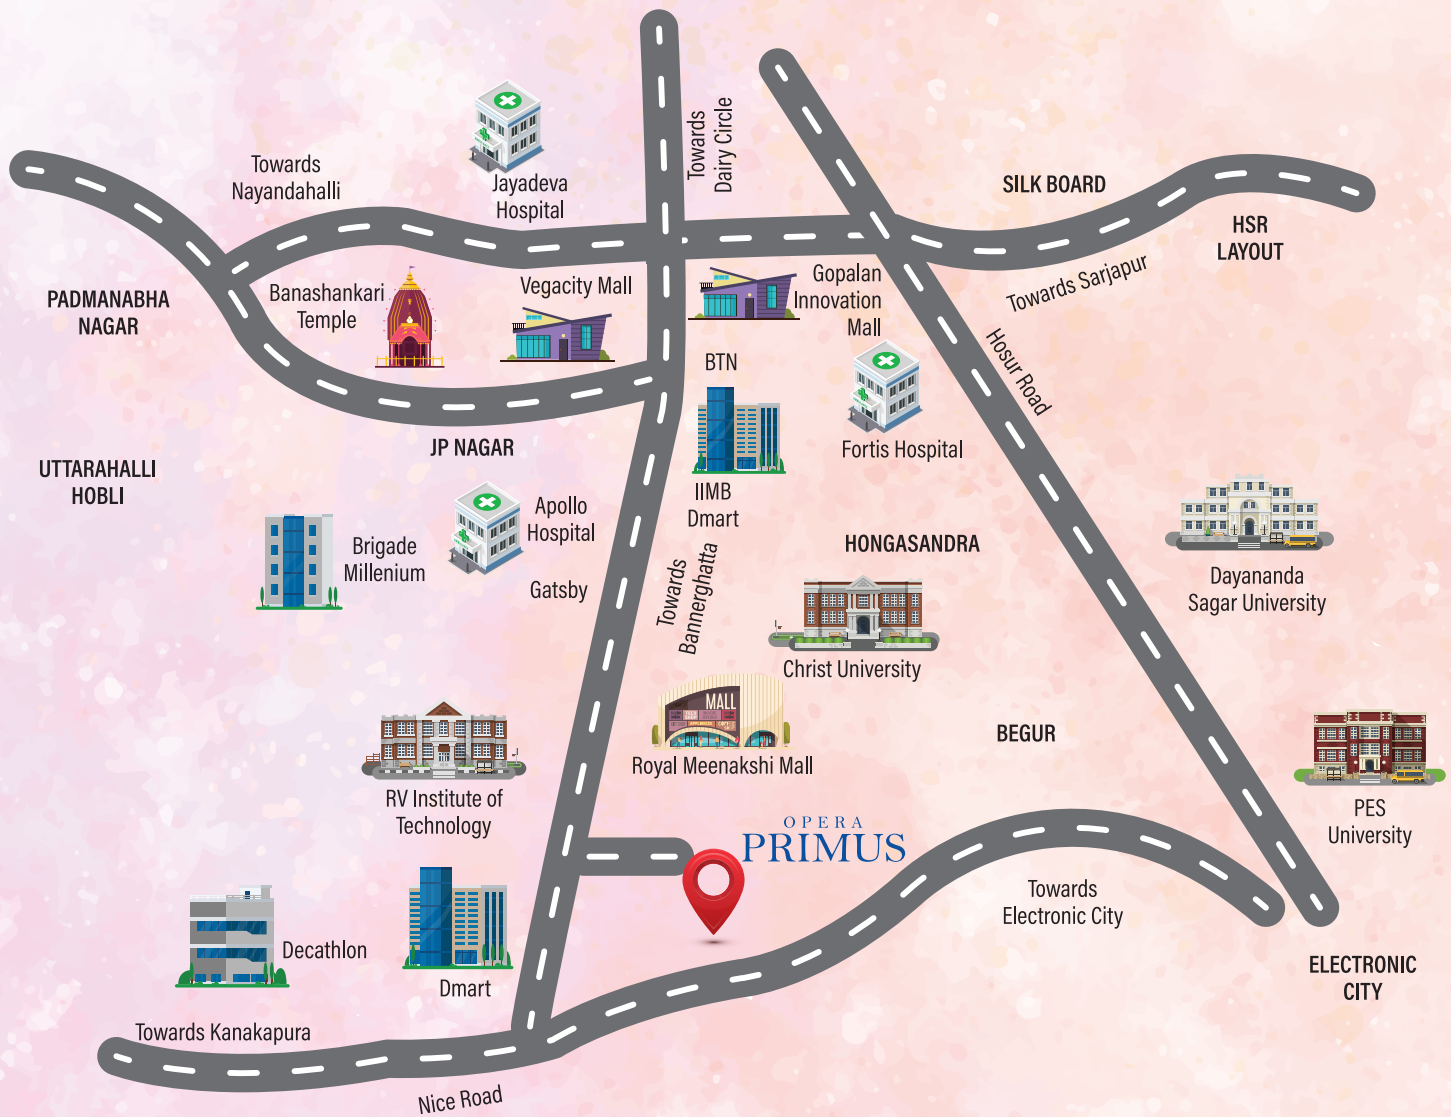 Towards
Dairy Circle
Towards
Nayandahalli
Jayadeva
Hospital
SILK BOARD
HSR
LAYOUT
Towards Sarjapur
PADMANABHA
NAGAR
Banashankari
Temple
Vegacity Mall
Gopalan
Innovation
Mall
Hosur Road
BTN
JP NAGAR
Fortis Hospital
UTTARAHALLI
HOBLI
IIMB
Dmart
Apollo
Hospital
Brigade
Millenium
Gatsby
Towards
Bannerghatta
HONGASANDRA
Dayananda
Sagar University
Christ University
MALL
Royal Meenakshi Mall
BEGUR
RV Institute of
Technology
PES
University
OPERA
PRIMUS
Towards
Electronic City
Decathlon
Dmart
ELECTRONIC
CITY
Towards Kanakapura
Nice Road